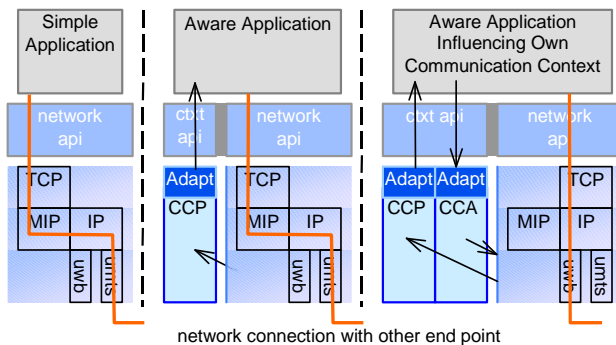 Simple
Application
network
api
TCP
MIP IP
uwb
umts
Aware Application
ctxt
api
network
api
Adapt
CCP
TCP
MIP IP
uwb
umts
Aware Application
Influencing Own
Communication Context
ctxt api
network
api
Adapt Adapt
CCP CCA
TCP
MIP IP
uwb
umts
network connection with other end point